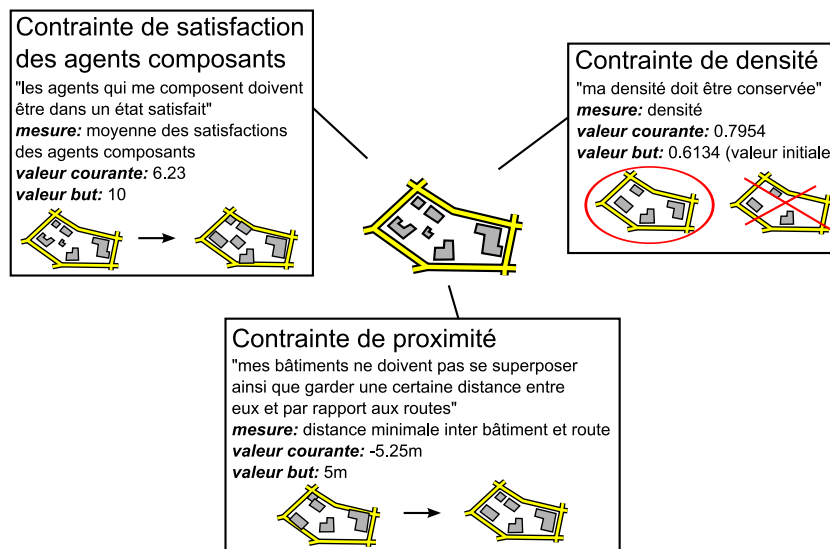 Contrainte de satisfaction
des agents composants
"les agents qui me composent doivent
être dans un état satisfait"
mesure: moyenne des satisfactions
des agents composants
valeur courante: 6.23
valeur but: 10
Contrainte de densité
"ma densité doit être conservée"
mesure: densité
valeur courante: 0.7954
valeur but: 0.6134 (valeur initiale
Contrainte de proximité
"mes bâtiments ne doivent pas se superposer
ainsi que garder une certaine distance entre
eux et par rapport aux routes"
mesure: distance minimale inter bâtiment et route
valeur courante: -5.25m
valeur but: 5m